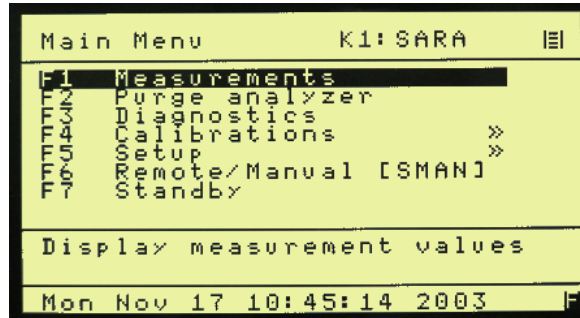 Main Menu K1:SARA
F1 Measurements
F2 Purge analyzer
F3 Diagnostics
F4 Calibrations »
F5 Setup »
F6 Remote/Manual [SMAN]
F7 Standby
Display measurement values
Mon Nov 17 10:45:14 2003 F